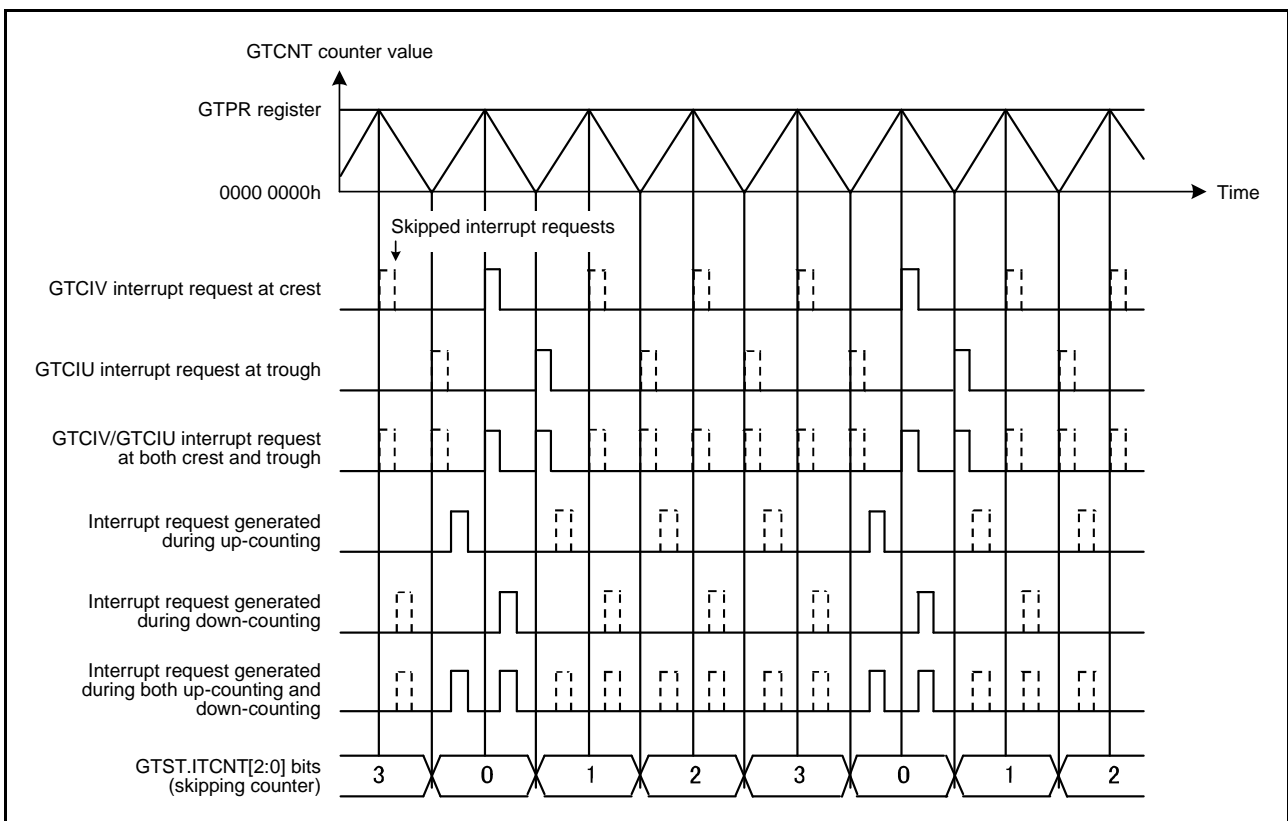 GTCNT counter value
GTPR register
0000 0000h
Time
Skipped interrupt requests
GTCIV interrupt request at crest
GTCIU interrupt request at trough
GTCIV/GTCIU interrupt request
at both crest and trough
Interrupt request generated
during up-counting
Interrupt request generated
during down-counting
Interrupt request generated
during both up-counting and
down-counting
GTST.ITCNT[2:0] bits
(skipping counter)
3 0 1 2 3 0 1 2